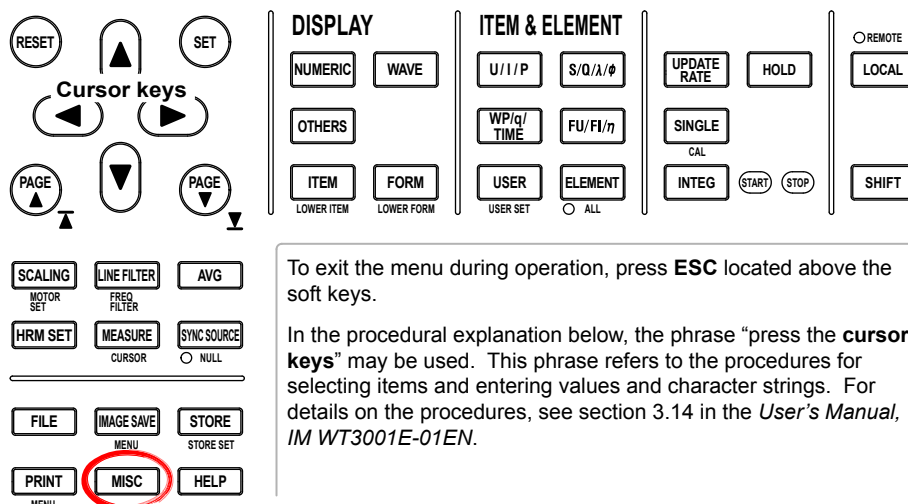 RESET
SET
Cursor keys
PAGE
PAGE
DISPLAY
NUMERIC
WAVE
OTHERS
ITEM
FORM
LOWER ITEM
LOWER FORM
ITEM & ELEMENT
U/I/P
S/Q/λ/ϕ
WP/q/
TIME
FU/FI/η
USER
ELEMENT
USER SET
ALL
UPDATE
RATE
HOLD
SINGLE
CAL
INTEG
START
STOP
REMOTE
LOCAL
SHIFT
SCALING
LINE FILTER
AVG
MOTOR
SET
FREQ
FILTER
HRM SET
MEASURE
SYNC SOURCE
CURSOR
NULL
FILE
IMAGE SAVE
STORE
MENU
STORE SET
PRINT
MISC
HELP
MENU
To exit the menu during operation, press ESC located above the
soft keys.
In the procedural explanation below, the phrase “press the cursor
keys” may be used. This phrase refers to the procedures for
selecting items and entering values and character strings. For
details on the procedures, see section 3.14 in the User’s Manual,
IM WT3001E-01EN.